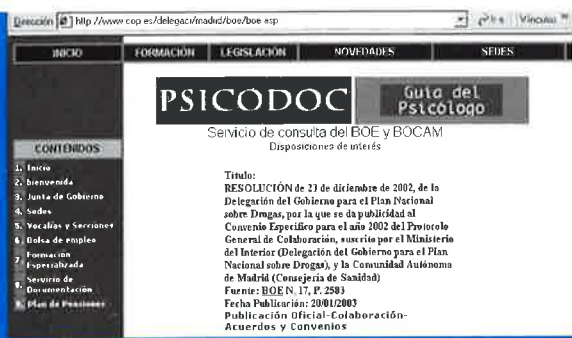 Dirección http://www.cop.es/delegaci/madrid/boe/boe.asp
Vínculos
INICIO FORMACIÓN LEGISLACIÓN NOVEDADES SEDES
PSICODOC
Guía del
Psicólogo
Servicio de consulta del BOE y BOCAM
Disposiciones de interés
CONTENIDOS
1. Inicio
2. bienvenida
3. Junta de Gobierno
4. Sedes
5. Vocalías y Secciones
6. Bolsa de empleo
7. Formación
Especializada
8. Servicio de
Documentación
9. Plan de Pensiones
Título:
RESOLUCIÓN de 23 de diciembre de 2002, de la
Delegación del Gobierno para el Plan Nacional
sobre Drogas, por la que se da publicidad al
Convenio Específico para el año 2002 del Protocolo
General de Colaboración, suscrito por el Ministerio
del Interior (Delegación del Gobierno para el Plan
Nacional sobre Drogas), y la Comunidad Autónoma
de Madrid (Consejería de Sanidad)
Fuente: BOE N. 17, P. 2503
Fecha Publicación: 20/01/2003
Publicación Oficial-Colaboración-
Acuerdos y Convenios